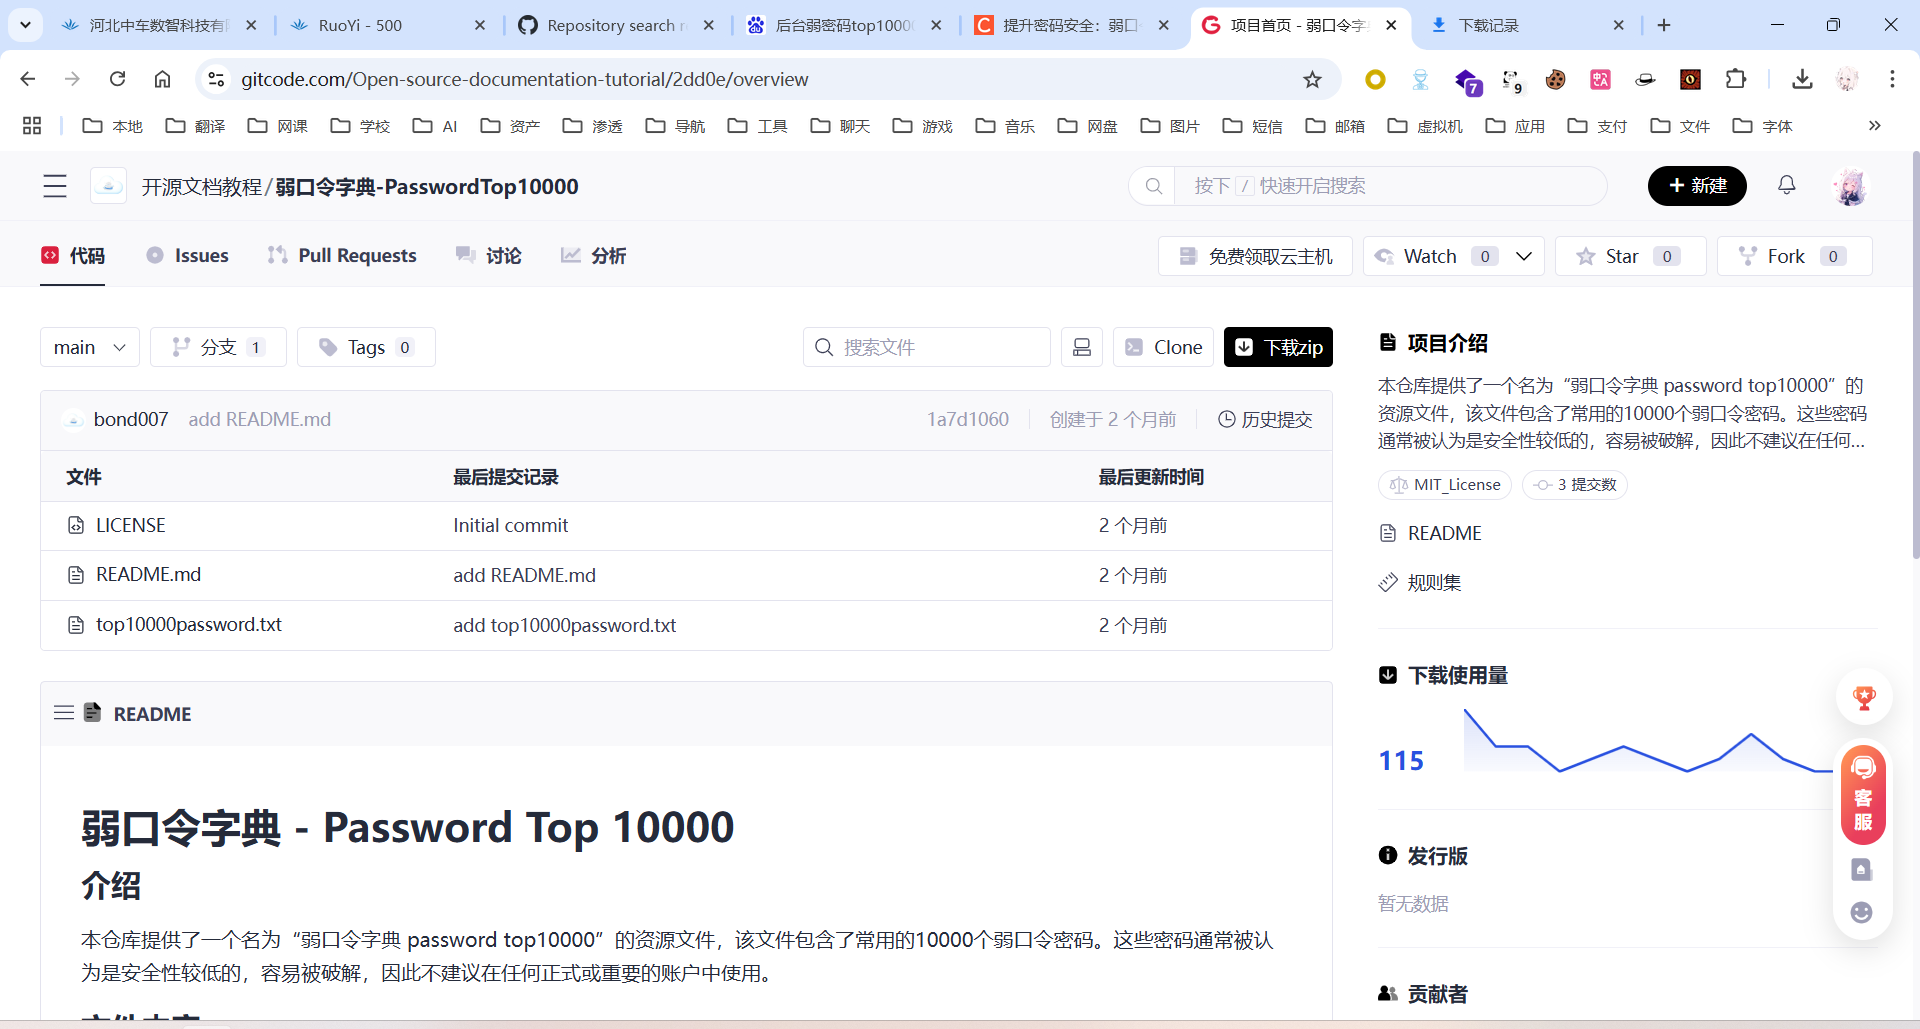 河北中车数智科技有
RuoYi - 500
Repository search r
后台弱密码top1000
提升密码安全：弱口
项目首页 - 弱口令字
下载记录
gitcode.com/Open-source-documentation-tutorial/2dd0e/overview
7
9
本地
翻译
网课
学校
AI
资产
渗透
导航
工具
聊天
游戏
音乐
网盘
图片
短信
邮箱
虚拟机
应用
支付
文件
字体
开源文档教程/弱口令字典-PasswordTop10000
按下 / 快速开启搜索
新建
代码
Issues
Pull Requests
讨论
分析
免费领取云主机
Watch 0
Star 0
Fork 0
main
分支 1
Tags 0
搜索文件
Clone
下载zip
bond007 add README.md
1a7d1060
创建于 2 个月前
历史提交
文件 最后提交记录 最后更新时间
LICENSE Initial commit 2 个月前
README.md add README.md 2 个月前
top10000password.txt add top10000password.txt 2 个月前
README
弱口令字典 - Password Top 10000
介绍
本仓库提供了一个名为“弱口令字典 password top10000”的资源文件，该文件包含了常用的10000个弱口令密码。这些密码通常被认
为是安全性较低的，容易被破解，因此不建议在任何正式或重要的账户中使用。
项目介绍
本仓库提供了一个名为“弱口令字典 password top10000”的
资源文件，该文件包含了常用的10000个弱口令密码。这些密码
通常被认为是安全性较低的，容易被破解，因此不建议在任何...
MIT_License
3 提交数
README
规则集
下载使用量
115
客
服
发行版
暂无数据
贡献者